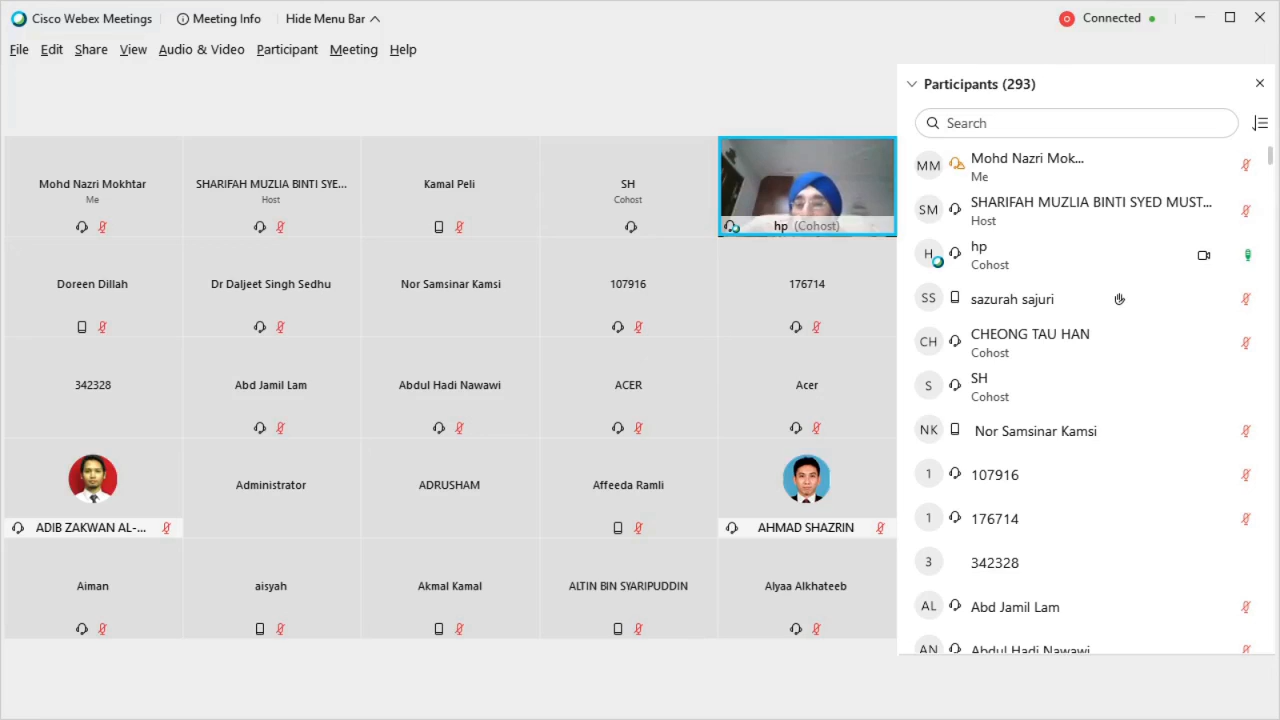 Cisco Webex Meetings
Meeting Info
Hide Menu Bar
Connected
File Edit Share View Audio & Video Participant Meeting Help
Mohd Nazri Mokhtar
Me
SHARIFAH MUZLIA BINTI SYE...
Host
Kamal Peli
SH
Cohost
hp (Cohost)
Doreen Dillah
Dr Daljeet Singh Sedhu
Nor Samsinar Kamsi
107916
176714
342328
Abd Jamil Lam
Abdul Hadi Nawawi
ACER
Acer
ADIB ZAKWAN AL-...
Administrator
ADRUSHAM
Affeeda Ramli
AHMAD SHAZRIN
Aiman
aisyah
Akmal Kamal
ALTIN BIN SYARIPUDDIN
Alyaa Alkhateeb
Participants (293)
Search
MM Mohd Nazri Mok...
Me
SM SHARIFAH MUZLIA BINTI SYED MUST...
Host
H hp
Cohost
SS sazurah sajuri
CH CHEONG TAU HAN
Cohost
S SH
Cohost
NK Nor Samsinar Kamsi
1 107916
1 176714
3 342328
AL Abd Jamil Lam
AN Abdul Hadi Nawawi